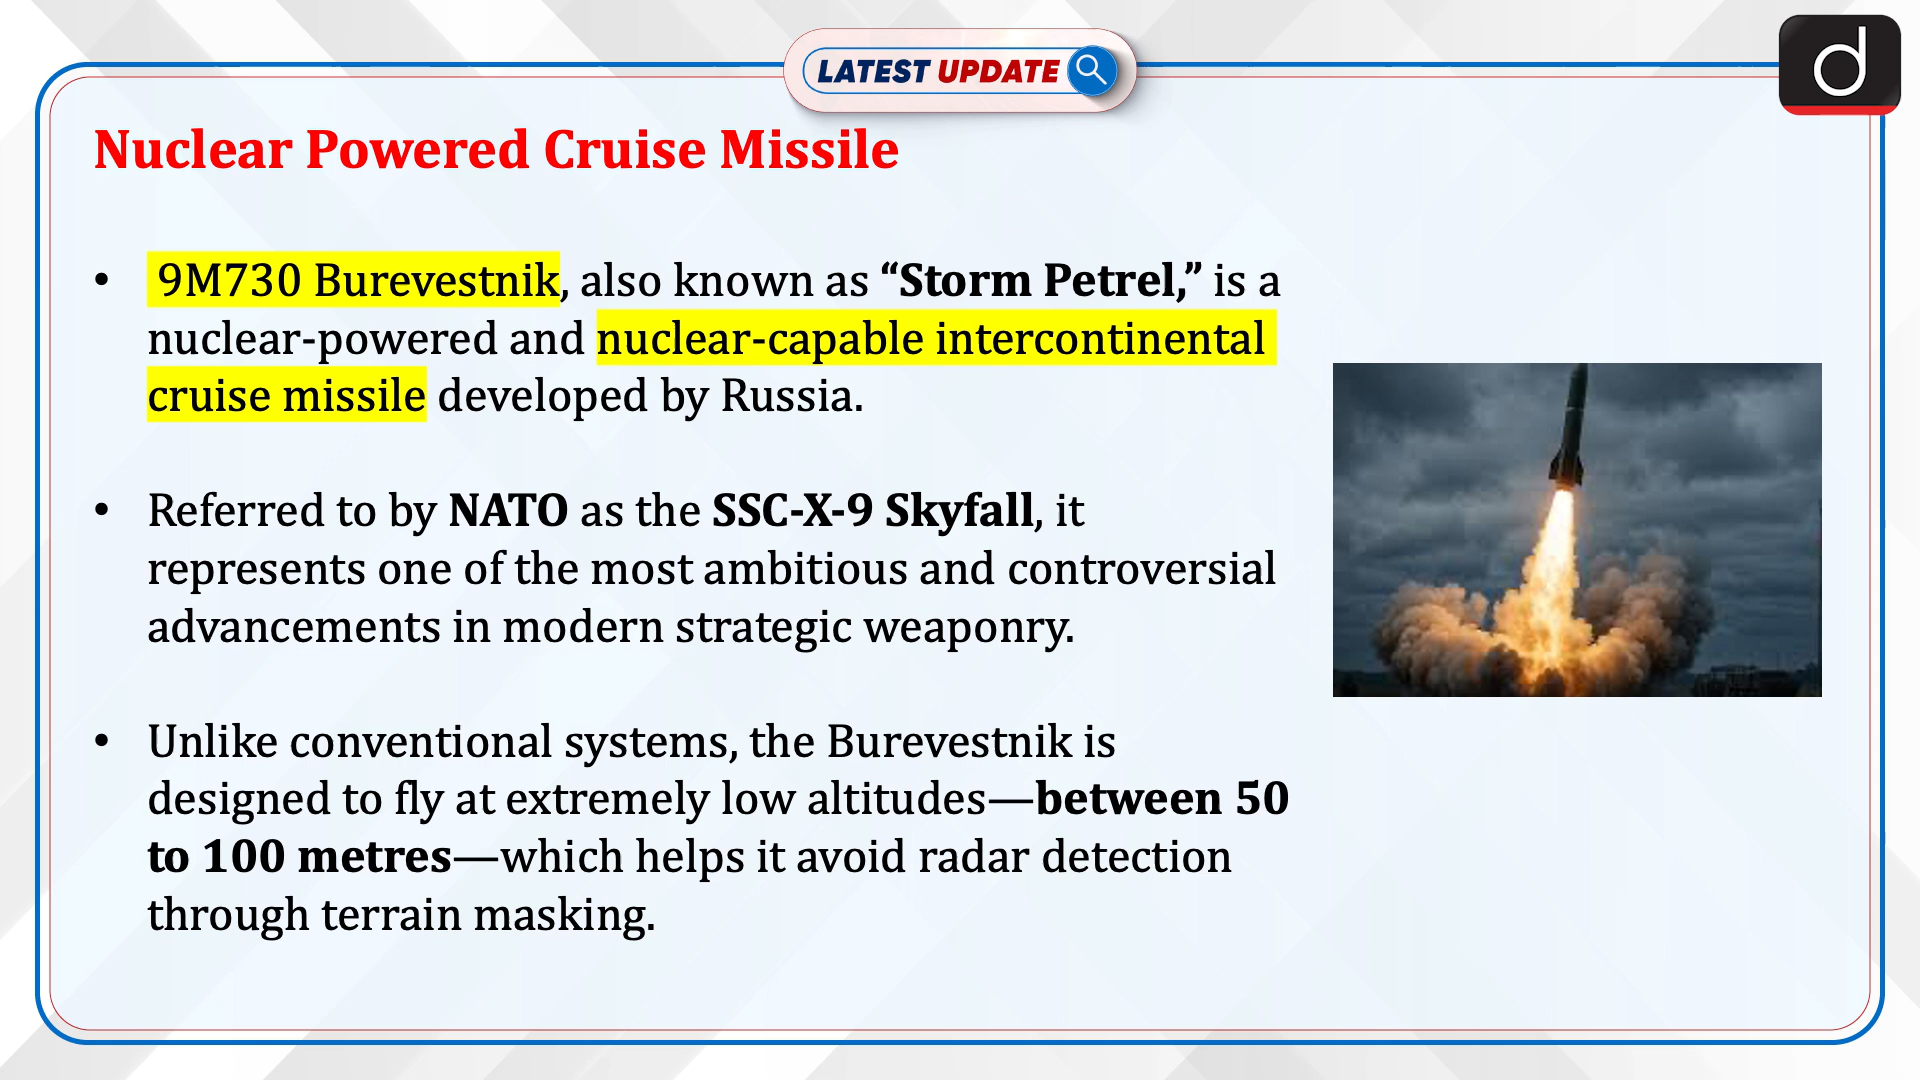 LATEST UPDATE
d
Nuclear Powered Cruise Missile
• 9M730 Burevestnik, also known as “Storm Petrel,” is a
nuclear-powered and nuclear-capable intercontinental
cruise missile developed by Russia.
• Referred to by NATO as the SSC-X-9 Skyfall, it
represents one of the most ambitious and controversial
advancements in modern strategic weaponry.
• Unlike conventional systems, the Burevestnik is
designed to fly at extremely low altitudes—between 50
to 100 metres—which helps it avoid radar detection
through terrain masking.